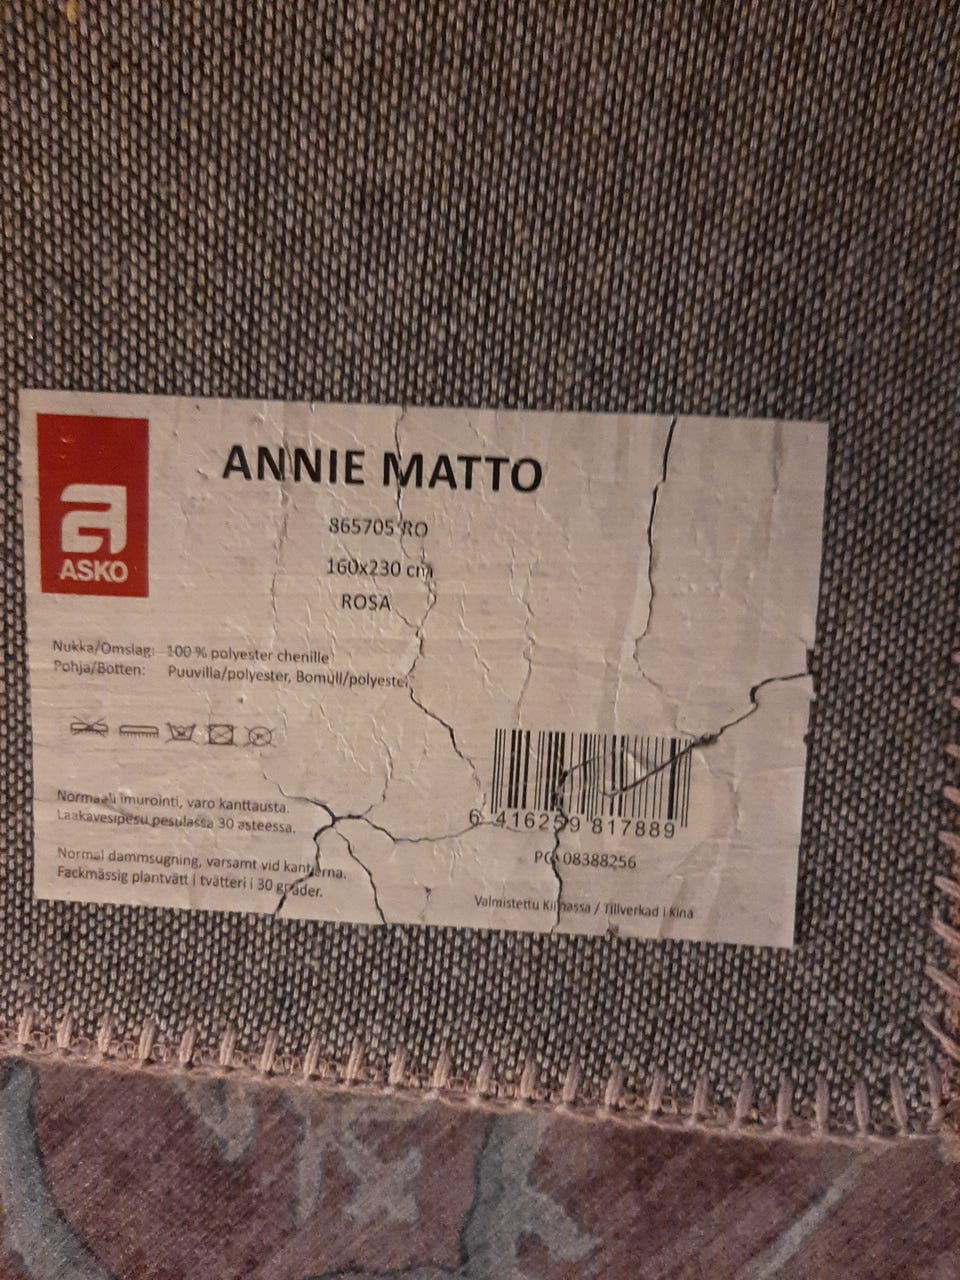 ANNIE MATTO
865705 RO
160x230 cm
ROSA
a
ASKO
Nukka/Omslag: 100 % polyester chenille
Pohja/Botten: Puuvilla/polyester, Bomull/polyester
Normaali imurointi, varo kanttausta.
Laakavesipesu pesulassa 30 asteessa.
Normal dammsugning, varsamt vid kanterna.
Fackmässig plantvätt i tvätteri i 30 grader.
6 416259 817889
PO 08388256
Valmistettu Kiinassa / Tillverkad i Kina